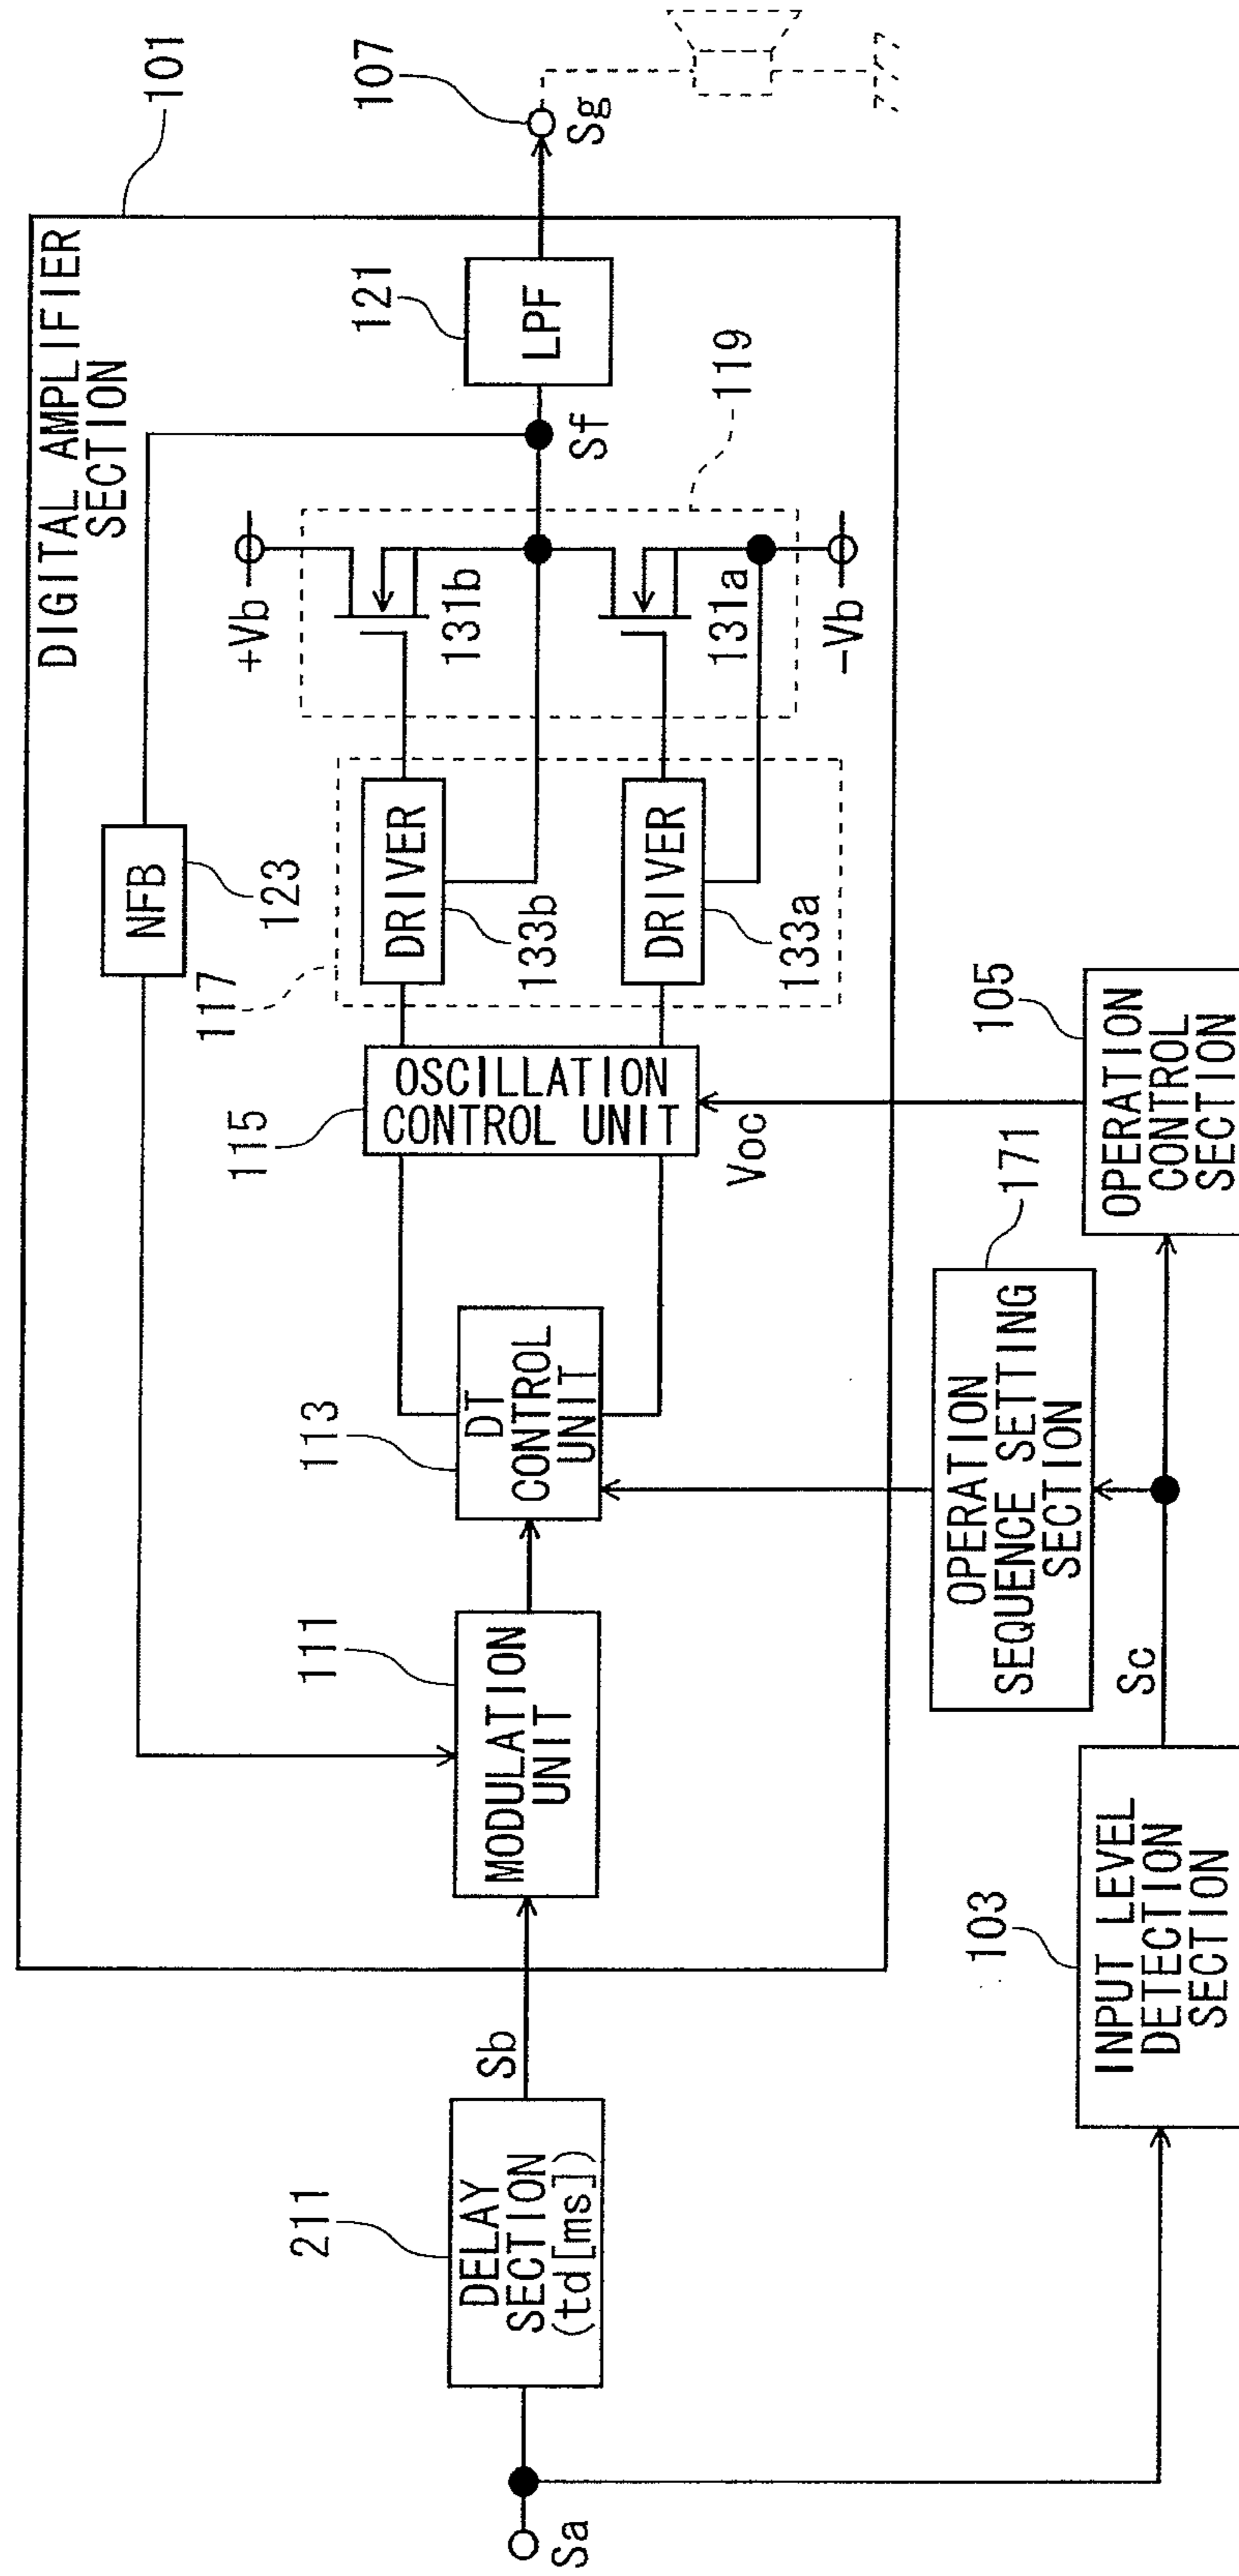 DIGITAL AMPLIFIER
SECTION
101
NFB
123
+Vb
117
119
121
107
211
DELAY
SECTION
(td[ms])
Sa
Sb
111
MODULATION
UNIT
113
DT
CONTROL
UNIT
115
OSCILLATION
CONTROL UNIT
DRIVER
133b
131b
DRIVER
133a
131a
Sf
LPF
Sg
Voc
-Vb
171
OPERATION
SEQUENCE SETTING
SECTION
103
INPUT LEVEL
DETECTION
SECTION
Sc
105
OPERATION
CONTROL
SECTION